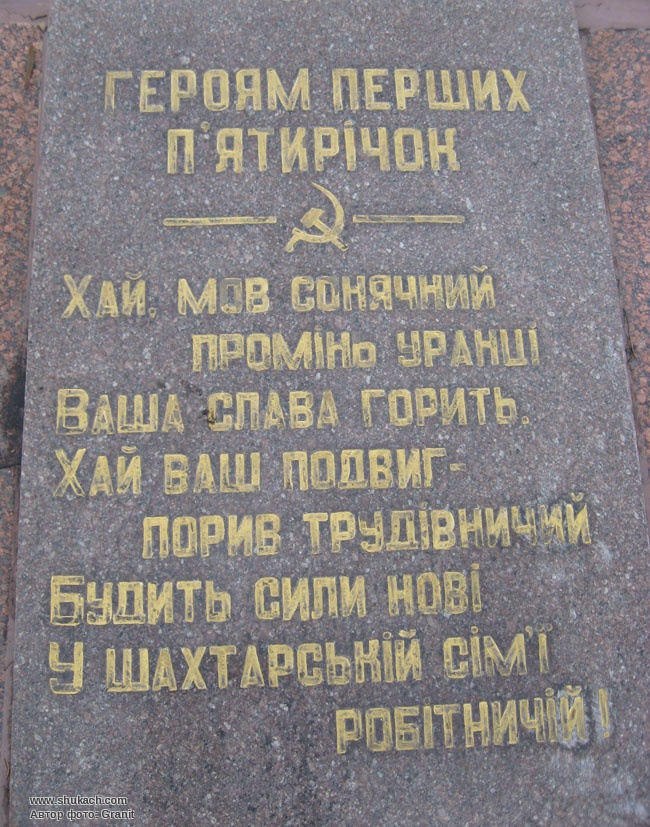 ГЕРОЯМ ПЕРШИХ
П'ЯТИРІЧОК
ХАЙ, МОВ СОНЯЧНИЙ
ПРОМІНЬ УРАНЦІ
ВАША СЛАВА ГОРИТЬ.
ХАЙ ВАШ ПОДВИГ-
ПОРИВ ТРУДІВНИЧИЙ
БУДИТЬ СИЛИ НОВІ
У ШАХТАРСЬКІЙ СІМ'Ї
РОБІТНИЧІЙ!
www.shukach.com
Автор фото: Granit